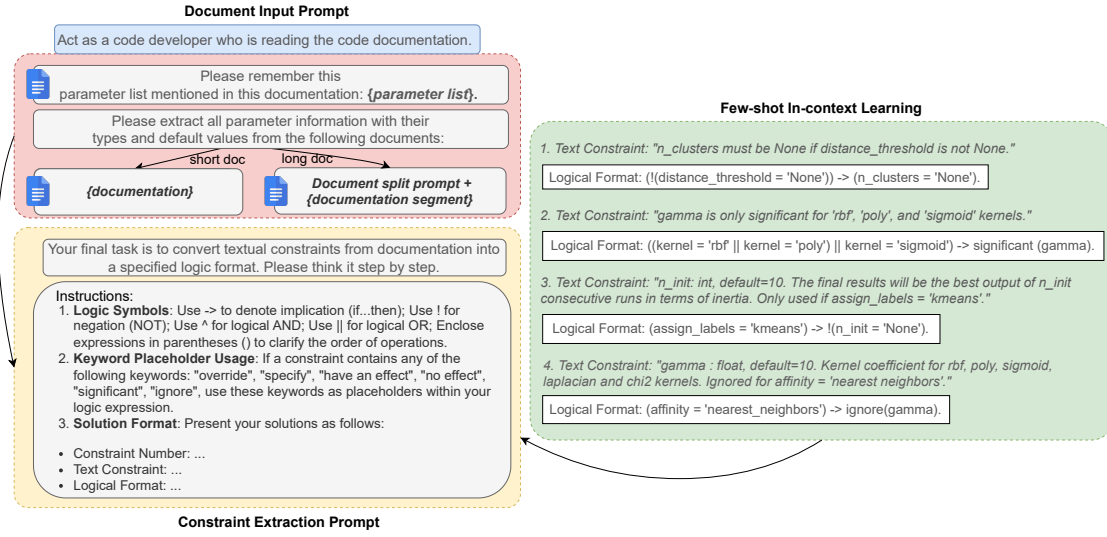 Document Input Prompt
Act as a code developer who is reading the code documentation.
Please remember this
parameter list mentioned in this documentation: {parameter list}.
Please extract all parameter information with their
types and default values from the following documents:
short doc
long doc
{documentation}
Document split prompt +
{documentation segment}
Your final task is to convert textual constraints from documentation into
a specified logic format. Please think it step by step.
Instructions:
1. Logic Symbols: Use -> to denote implication (if...then); Use ! for
negation (NOT); Use ^ for logical AND; Use || for logical OR; Enclose
expressions in parentheses () to clarify the order of operations.
2. Keyword Placeholder Usage: If a constraint contains any of the
following keywords: "override", "specify", "have an effect", "no effect",
"significant", "ignore", use these keywords as placeholders within your
logic expression.
3. Solution Format: Present your solutions as follows:
• Constraint Number: ...
• Text Constraint: ...
• Logical Format: ...
Constraint Extraction Prompt
Few-shot In-context Learning
1. Text Constraint: "n_clusters must be None if distance_threshold is not None."
Logical Format: (!(distance_threshold = 'None')) -> (n_clusters = 'None').
2. Text Constraint: "gamma is only significant for 'rbf', 'poly', and 'sigmoid' kernels."
Logical Format: ((kernel = 'rbf' || kernel = 'poly') || kernel = 'sigmoid') -> significant (gamma).
3. Text Constraint: "n_init: int, default=10. The final results will be the best output of n_init
consecutive runs in terms of inertia. Only used if assign_labels = 'kmeans'."
Logical Format: (assign_labels = 'kmeans') -> !(n_init = 'None').
4. Text Constraint: "gamma : float, default=10. Kernel coefficient for rbf, poly, sigmoid,
laplacian and chi2 kernels. Ignored for affinity = 'nearest neighbors'."
Logical Format: (affinity = 'nearest_neighbors') -> ignore(gamma).